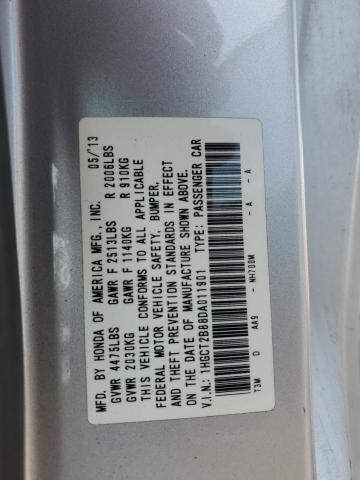 MFD. BY HONDA OF AMERICA MFG., INC. 05/'13
GVWR 4475LBS GAWR F 2513LBS R 2006LBS
GVWR 2030KG GAWR F 1140KG R 910KG
THIS VEHICLE CONFORMS TO ALL APPLICABLE
FEDERAL MOTOR VEHICLE SAFETY, BUMPER,
AND THEFT PREVENTION STANDARDS IN EFFECT
ON THE DATE OF MANUFACTURE SHOWN ABOVE.
V.I.N.: 1HGCT2B88DA011901 TYPE: PASSENGER CAR
T3M D AA9 - NH700M - A - A